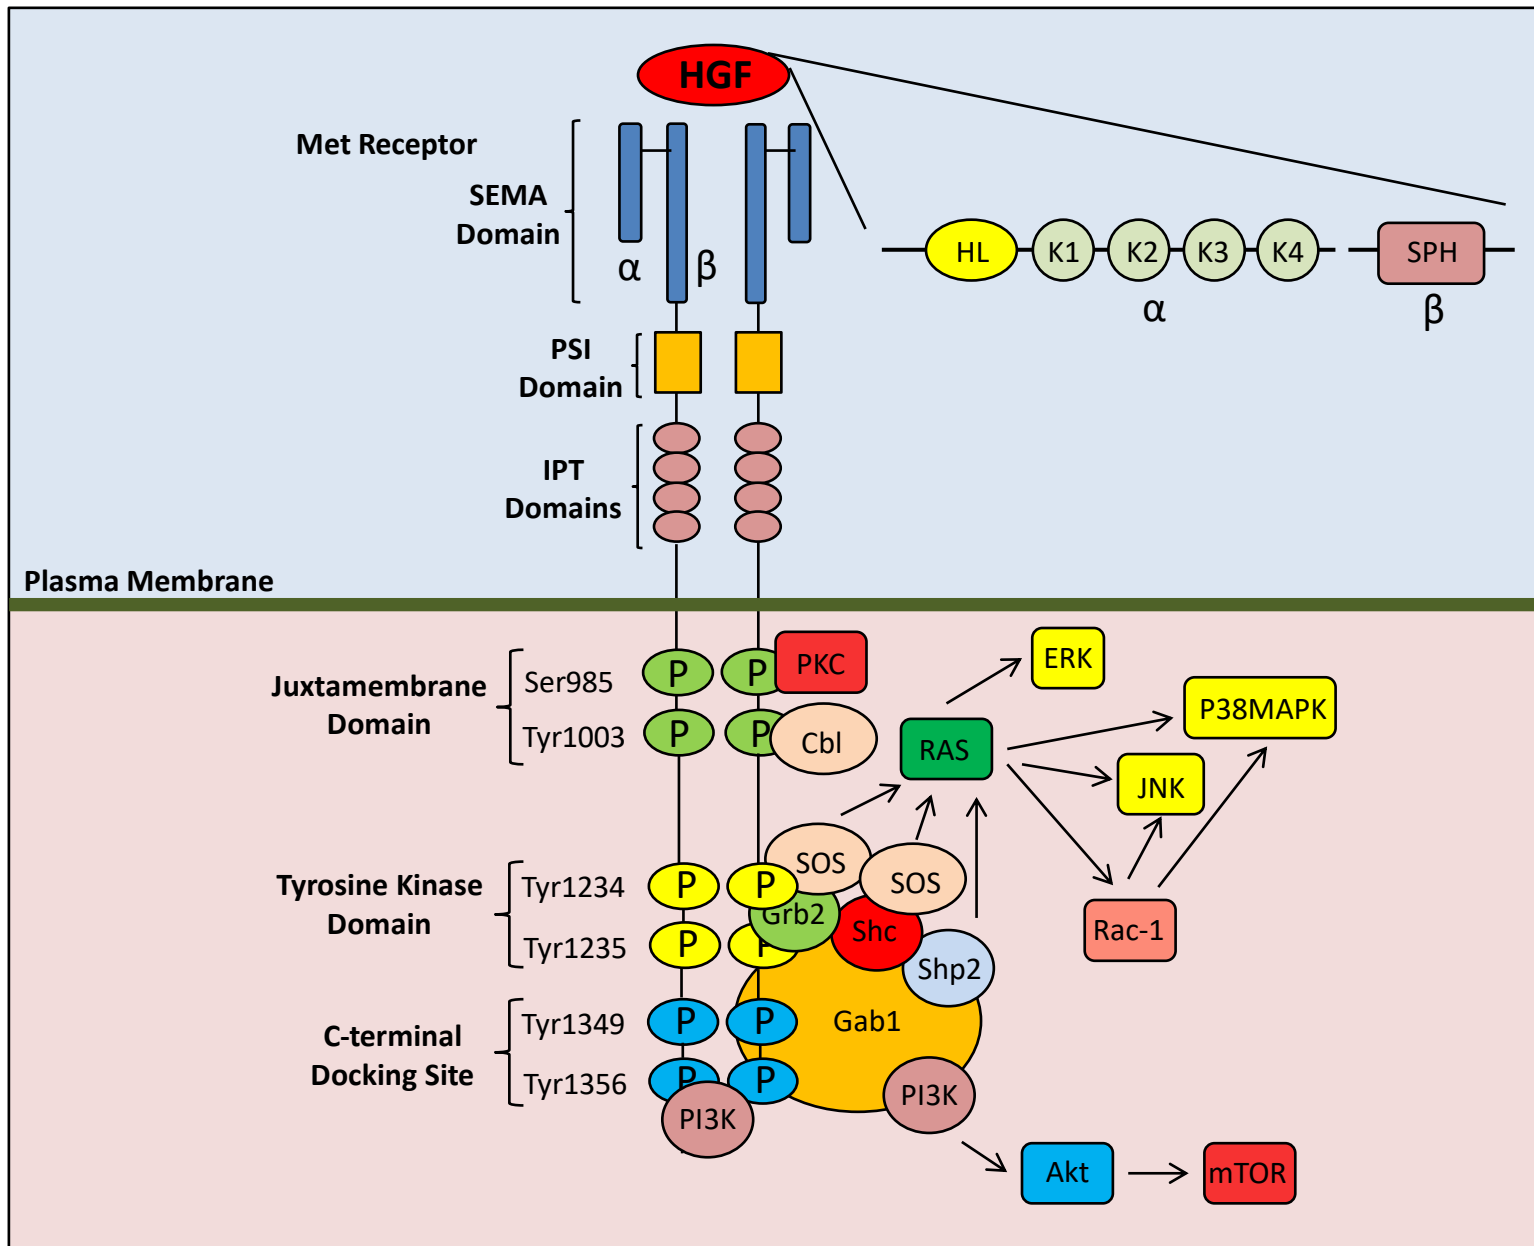 HGF
Met Receptor
SEMA
Domain
α
β
HL
K1
K2
K3
K4
SPH
α
β
PSI
Domain
IPT
Domains
Plasma Membrane
Juxtamembrane
Domain
Ser985
Tyr1003
P
P
P
P
PKC
Cbl
ERK
P38MAPK
RAS
JNK
Rac-1
Tyrosine Kinase
Domain
Tyr1234
Tyr1235
P
P
P
P
SOS
SOS
Grb2
Shc
Shp2
Gab1
C-terminal
Docking Site
Tyr1349
Tyr1356
P
P
P
P
PI3K
PI3K
Akt
mTOR